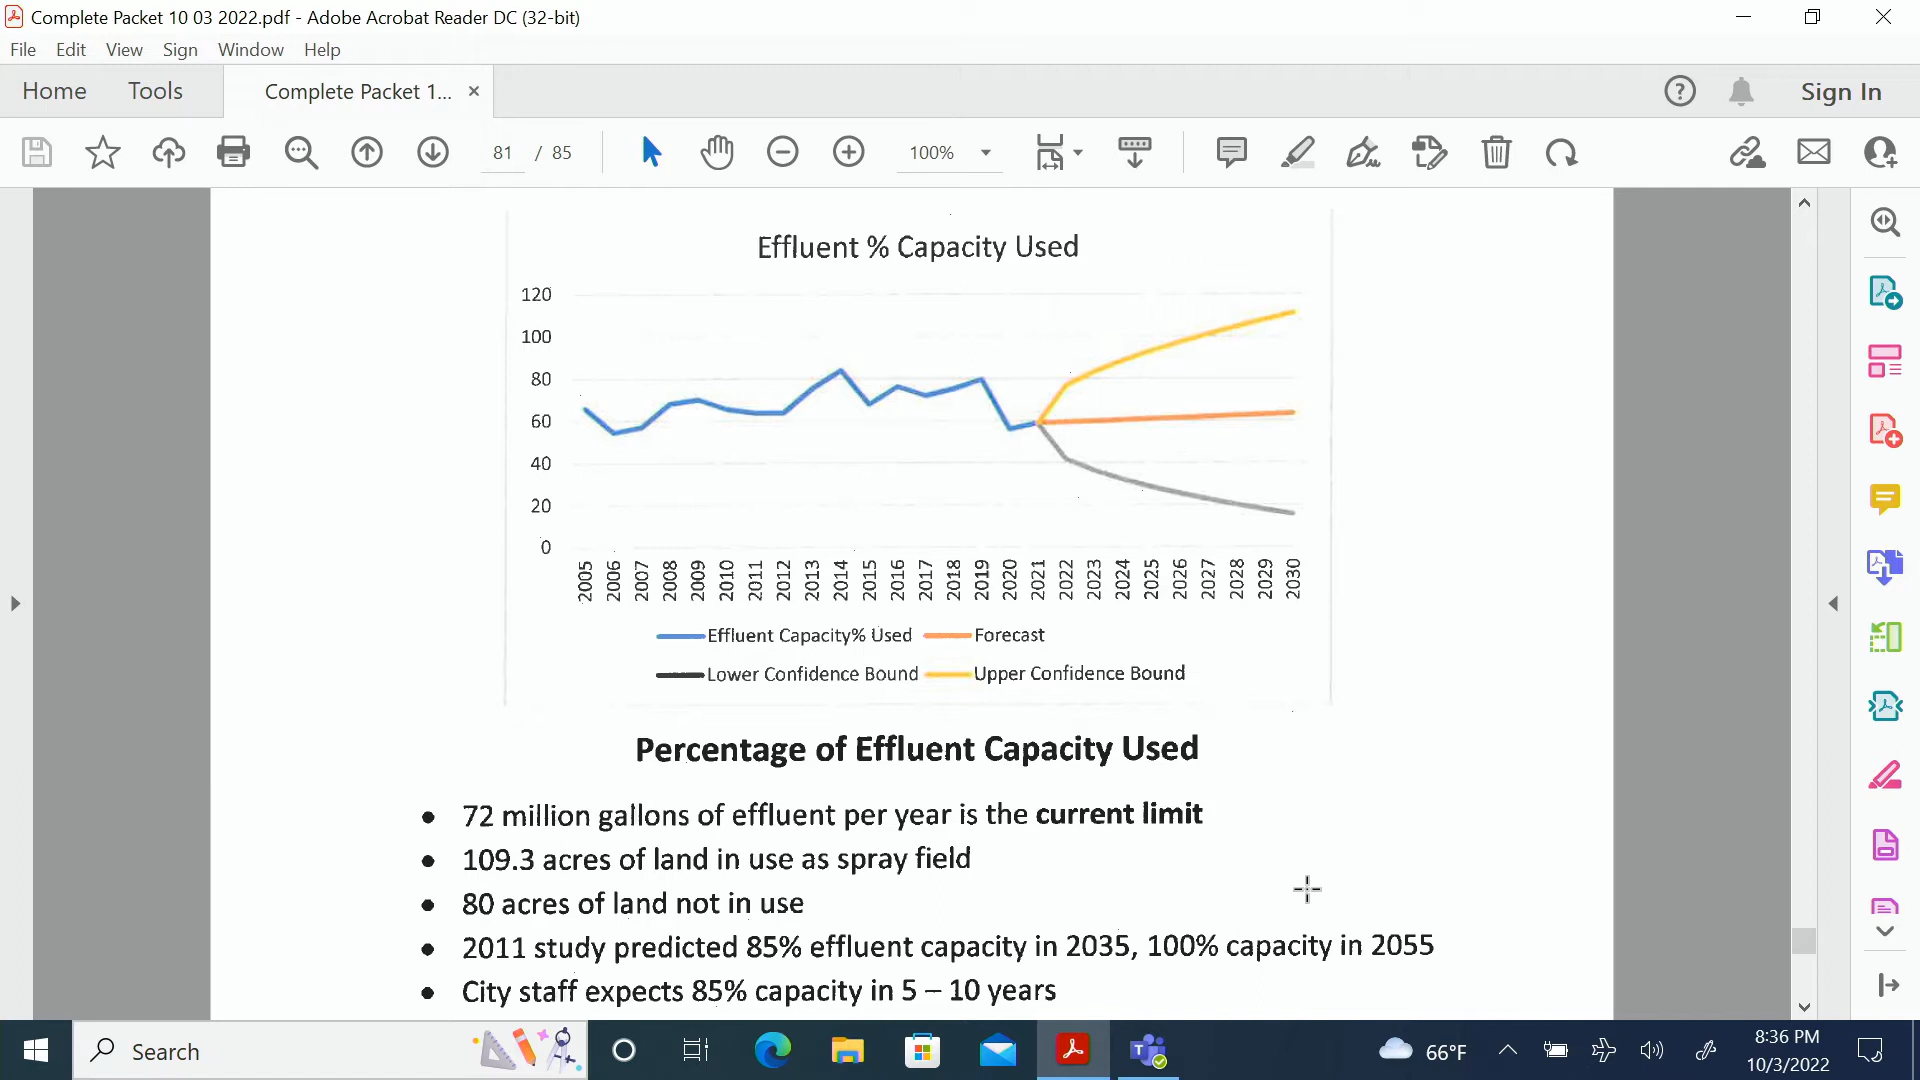 Complete Packet 10 03 2022.pdf - Adobe Acrobat Reader DC (32-bit)
File Edit View Sign Window Help
Home Tools Complete Packet 1... × Sign In
81 / 85 100%
Effluent % Capacity Used
120
100
80
60
40
20
0
2005 2006 2007 2008 2009 2010 2011 2012 2013 2014 2015 2016 2017 2018 2019 2020 2021 2022 2023 2024 2025 2026 2027 2028 2029 2030
Effluent Capacity% Used Forecast
Lower Confidence Bound Upper Confidence Bound
Percentage of Effluent Capacity Used
• 72 million gallons of effluent per year is the current limit
• 109.3 acres of land in use as spray field
• 80 acres of land not in use
• 2011 study predicted 85% effluent capacity in 2035, 100% capacity in 2055
• City staff expects 85% capacity in 5 – 10 years
Search 66°F 8:36 PM
10/3/2022